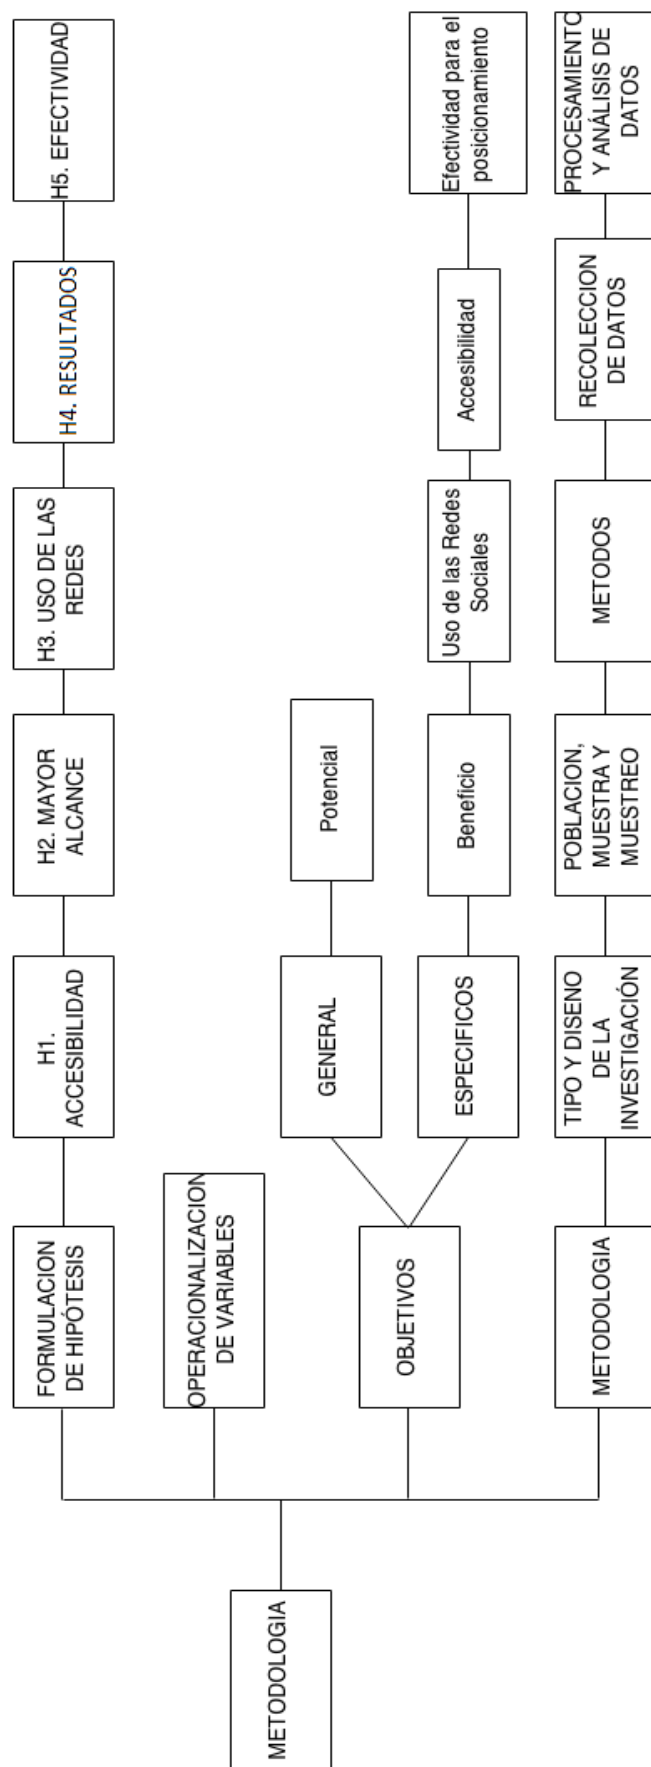 METODOLOGIA
FORMULACION
DE HIPÓTESIS
H1.
ACCESIBILIDAD
H2. MAYOR
ALCANCE
H3. USO DE LAS
REDES
H4. RESULTADOS
H5. EFECTIVIDAD
OPERACIONALIZACION
DE VARIABLES
OBJETIVOS
GENERAL
Potencial
ESPECIFICOS
Beneficio
Uso de las Redes
Sociales
Accesibilidad
Efectividad para el
posicionamiento
METODOLOGIA
TIPO Y DISENO
DE LA
INVESTIGACIÓN
POBLACION,
MUESTRA Y
MUESTREO
METODOS
RECOLECCION
DE DATOS
PROCESAMIENTO
Y ANÁLISIS DE
DATOS